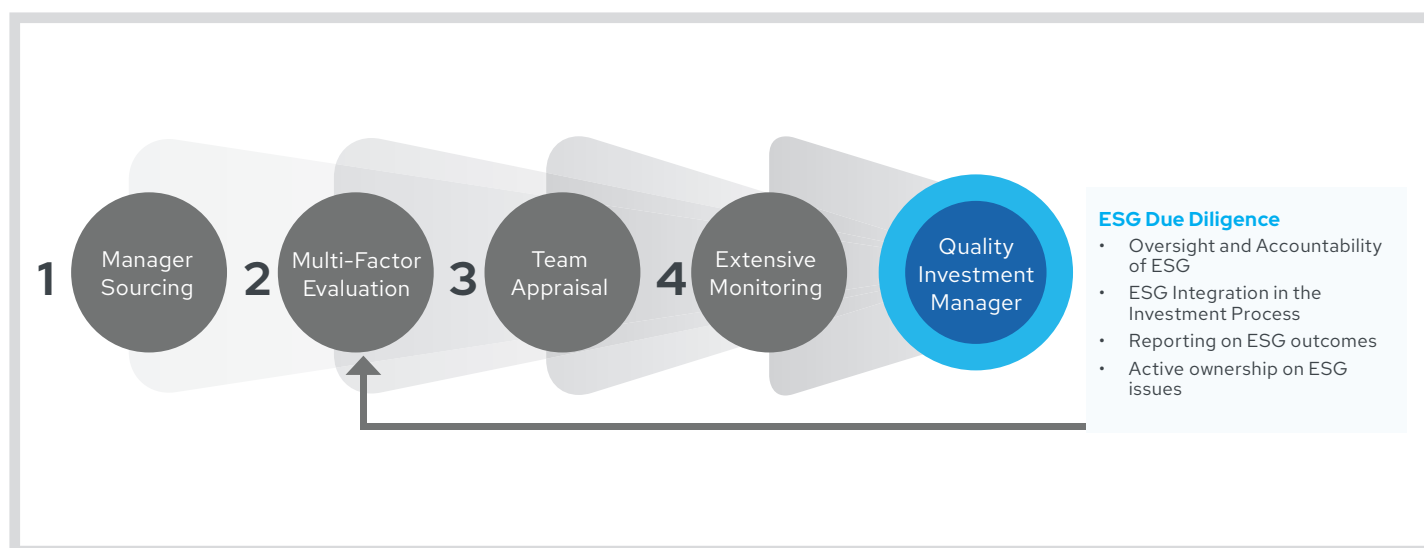 1
Manager
Sourcing
2
Multi-Factor
Evaluation
3
Team
Appraisal
4
Extensive
Monitoring
Quality
Investment
Manager
ESG Due Diligence
• Oversight and Accountability
of ESG
• ESG Integration in the
Investment Process
• Reporting on ESG outcomes
• Active ownership on ESG
issues